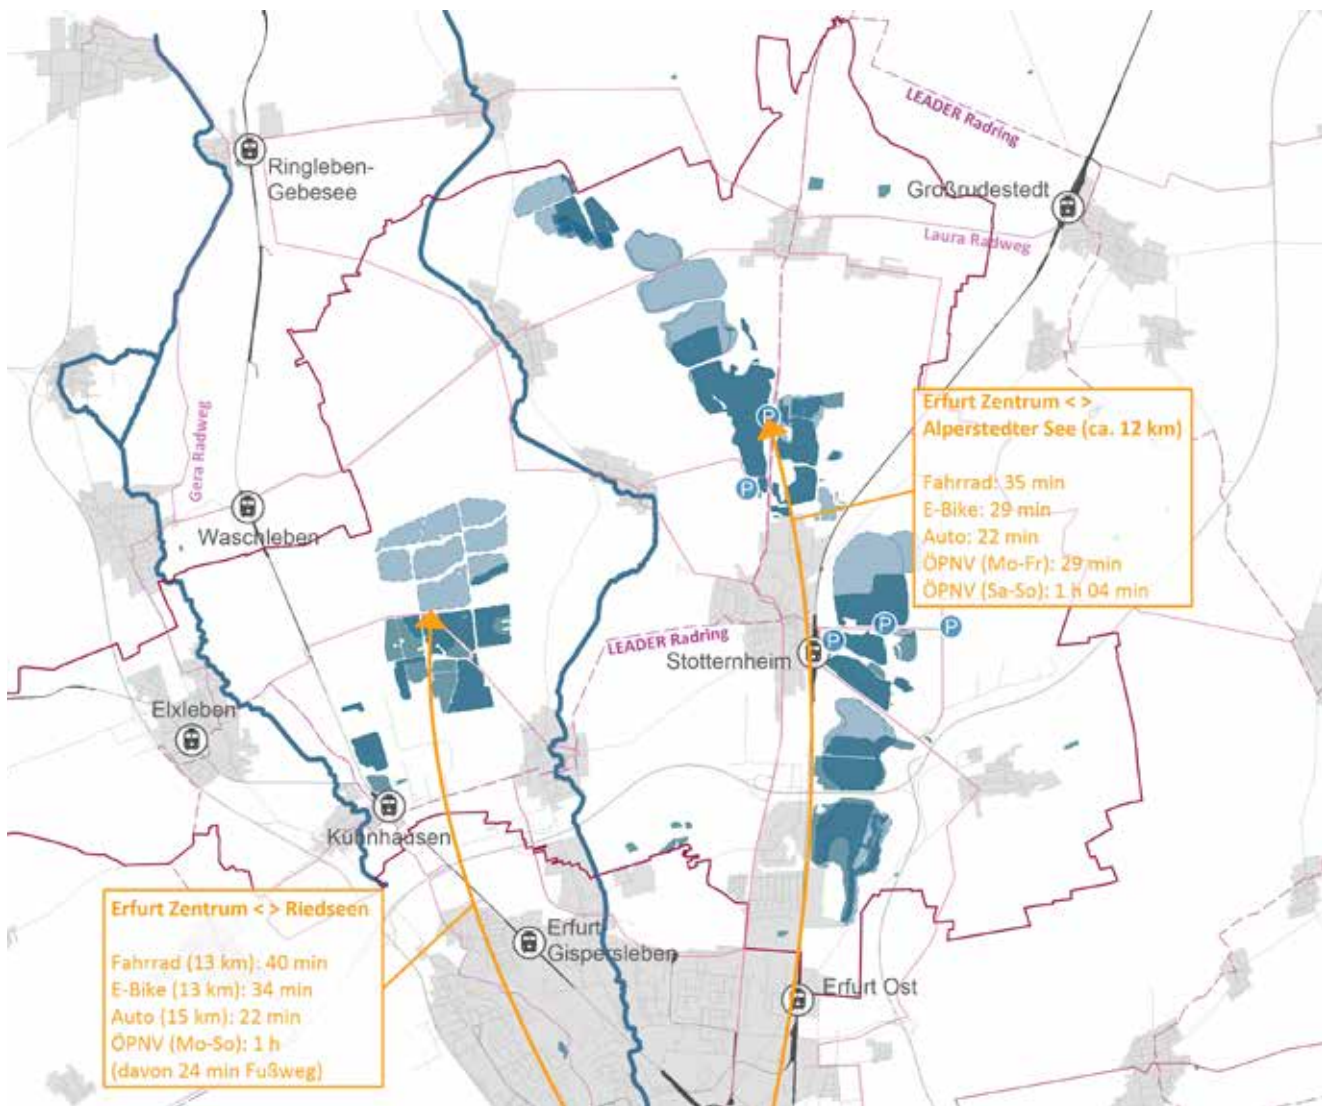 LEADER Radring
Ringleben-
Gebesee
Großrudestedt
Laura Radweg
Gera Radweg
P
Erfurt Zentrum < >
Alperstedter See (ca. 12 km)
Fahrrad: 35 min
E-Bike: 29 min
Auto: 22 min
ÖPNV (Mo-Fr): 29 min
ÖPNV (Sa-So): 1 h 04 min
P
Waschleben
P
P
P
LEADER Radring
Stotternheim
Elxleben
Kühnhausen
Erfurt Zentrum < > Riedseen
Fahrrad (13 km): 40 min
E-Bike (13 km): 34 min
Auto (15 km): 22 min
ÖPNV (Mo-So): 1 h
(davon 24 min Fußweg)
Erfurt
Gispersleben
Erfurt Ost